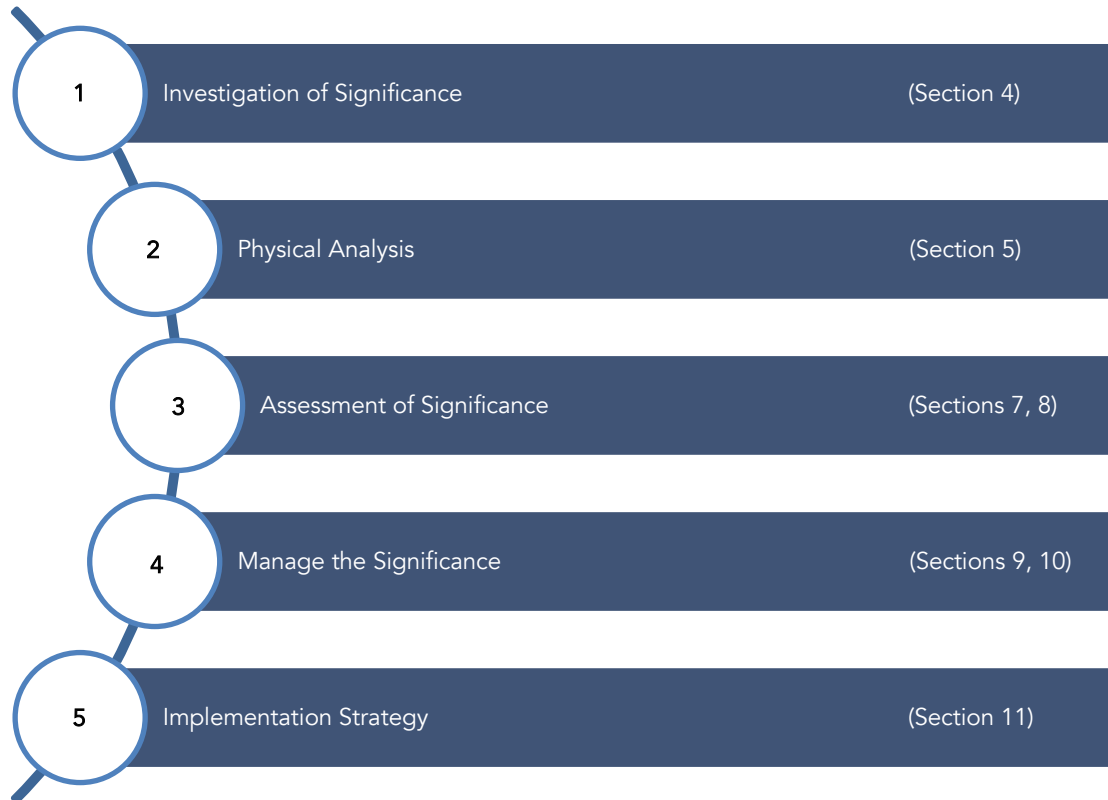 1 Investigation of Significance (Section 4)
2 Physical Analysis (Section 5)
3 Assessment of Significance (Sections 7, 8)
4 Manage the Significance (Sections 9, 10)
5 Implementation Strategy (Section 11)